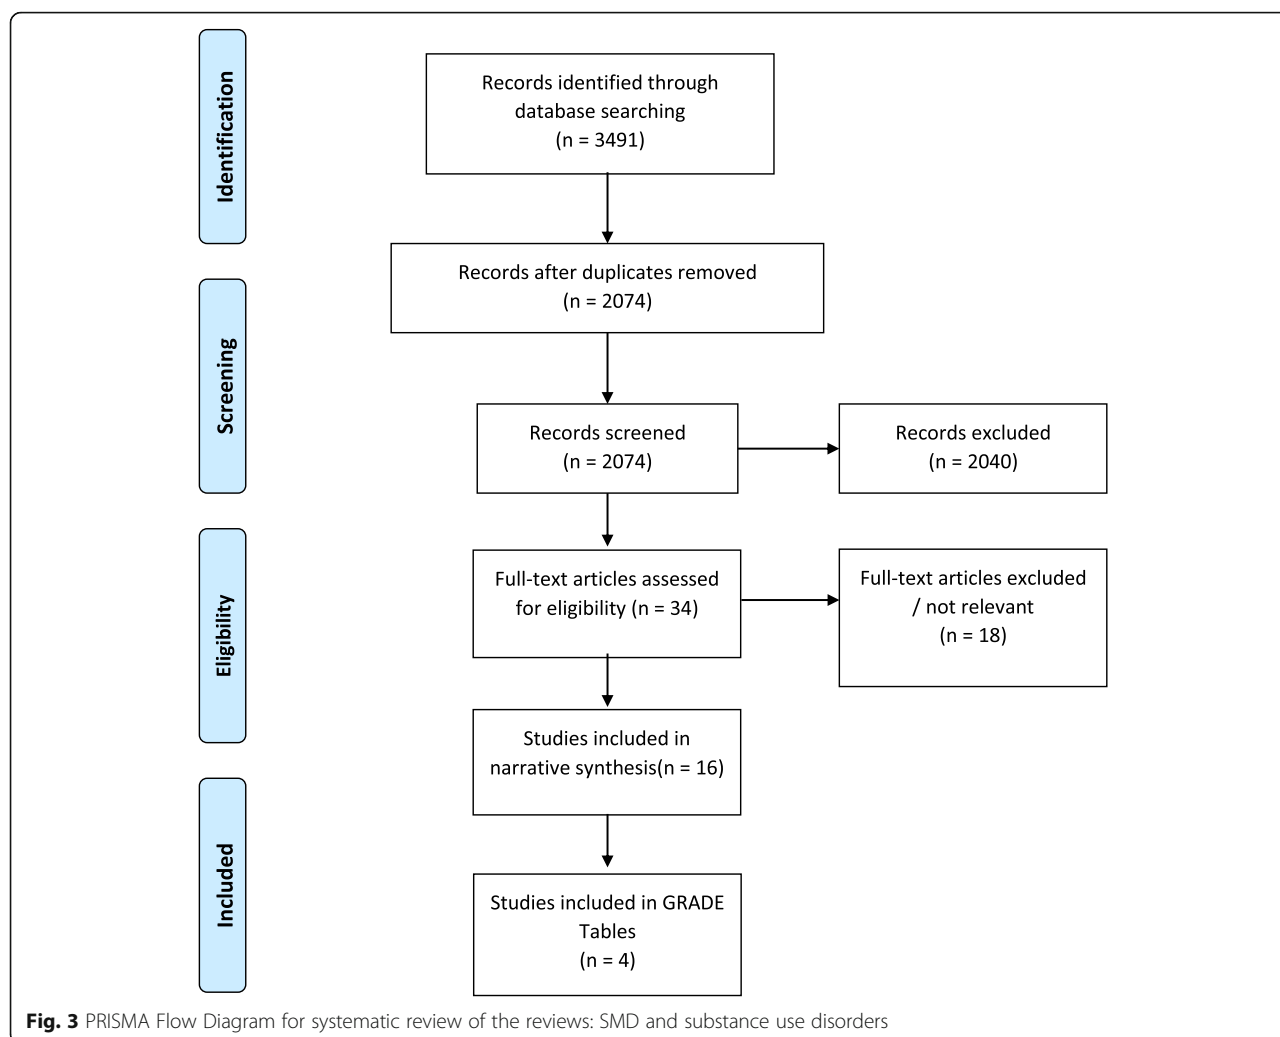 Identification
Records identified through
database searching
(n = 3491)
Records after duplicates removed
(n = 2074)
Screening
Records screened
(n = 2074)
Records excluded
(n = 2040)
Eligibility
Full-text articles assessed
for eligibility (n = 34)
Full-text articles excluded
/ not relevant
(n = 18)
Studies included in
narrative synthesis(n = 16)
Included
Studies included in GRADE
Tables
(n = 4)
Fig. 3 PRISMA Flow Diagram for systematic review of the reviews: SMD and substance use disorders